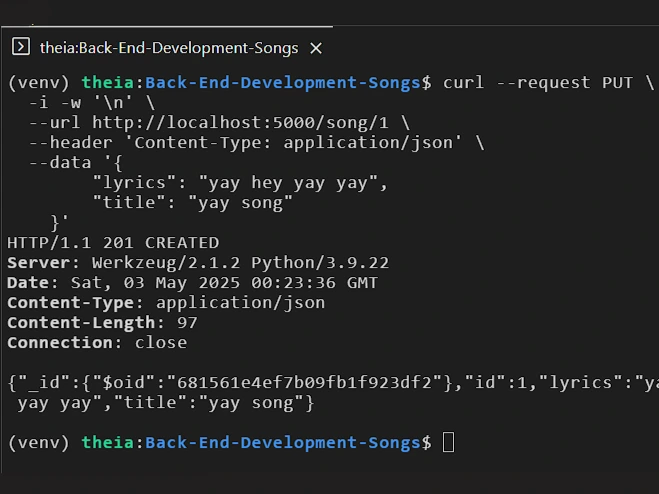 theia:Back-End-Development-Songs ×
(venv) theia:Back-End-Development-Songs$ curl --request PUT \
-i -w '\n' \
--url http://localhost:5000/song/1 \
--header 'Content-Type: application/json' \
--data '{
"lyrics": "yay hey yay yay",
"title": "yay song"
}'
HTTP/1.1 201 CREATED
Server: Werkzeug/2.1.2 Python/3.9.22
Date: Sat, 03 May 2025 00:23:36 GMT
Content-Type: application/json
Content-Length: 97
Connection: close
{"_id":{"$oid":"681561e4ef7b09fb1f923df2"},"id":1,"lyrics":"
yay yay","title":"yay song"}
(venv) theia:Back-End-Development-Songs$